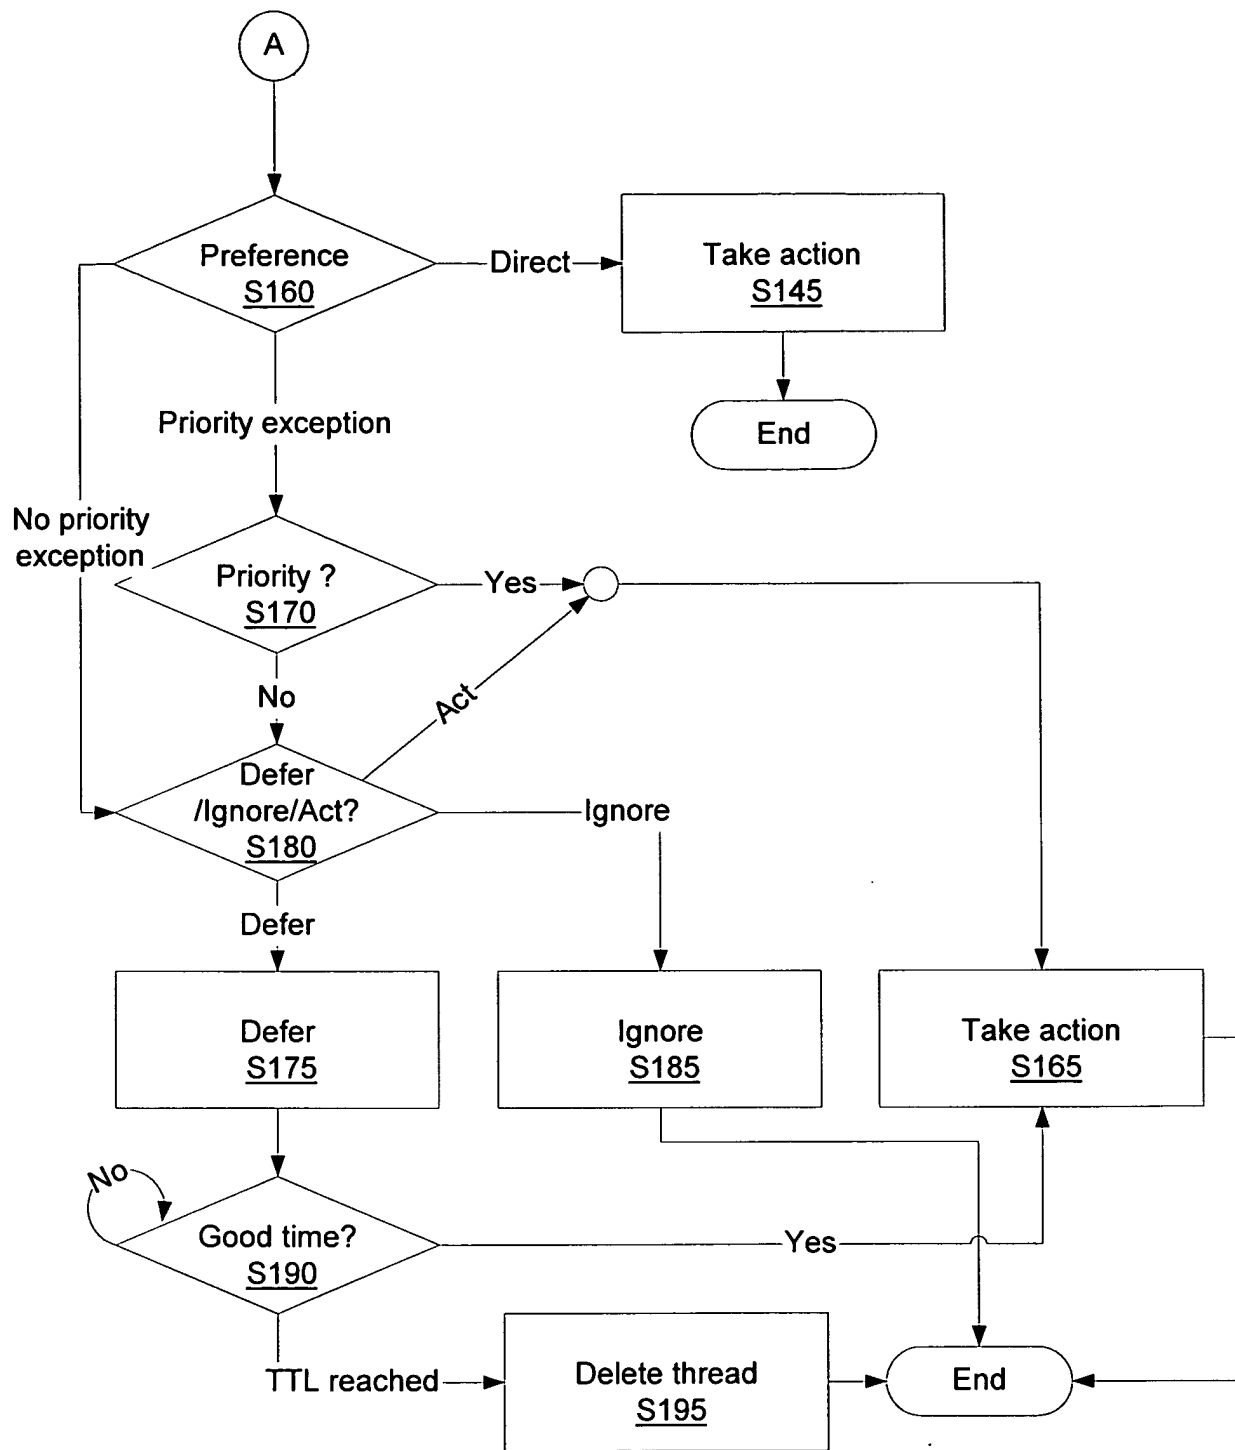 A
Preference
S160
Direct
Take action
S145
End
Priority exception
No priority
exception
Priority ?
S170
Yes
No
Act
Defer
/Ignore/Act?
S180
Ignore
Defer
Defer
S175
Ignore
S185
Take action
S165
No
Good time?
S190
Yes
TTL reached
Delete thread
S195
End